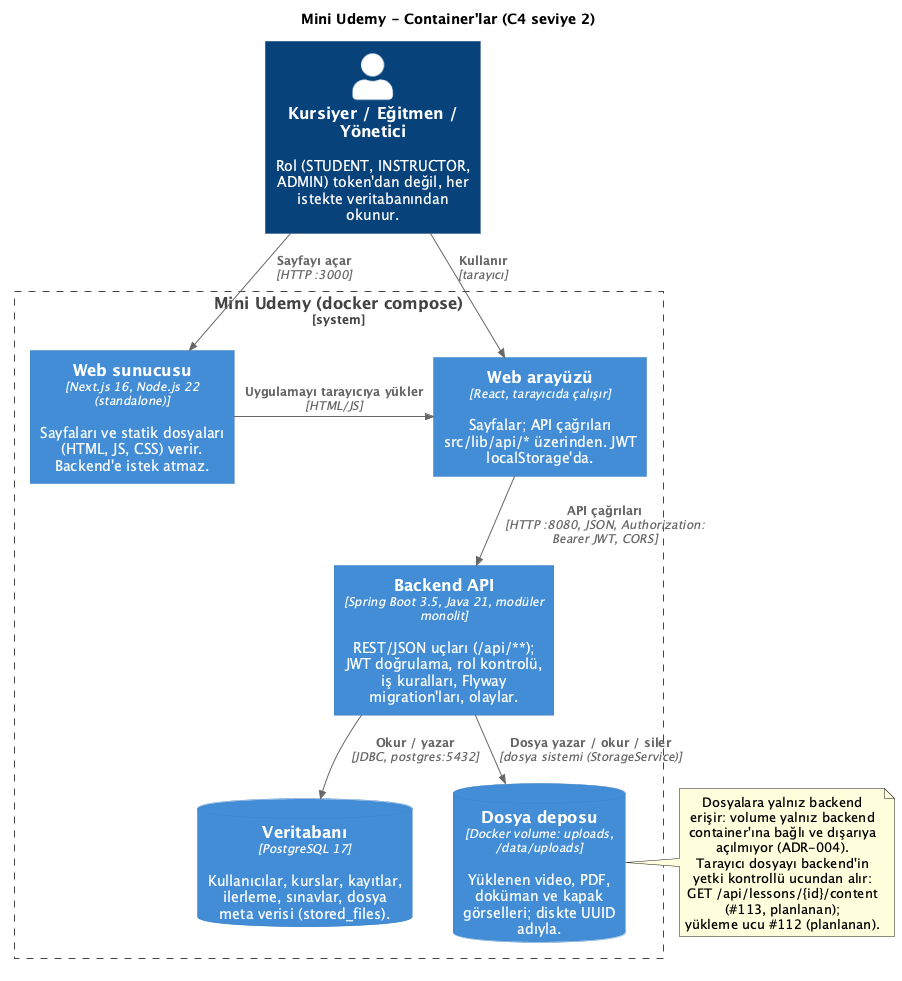 Mini Udemy – Container'lar (C4 seviye 2)
Kursiyer / Eğitmen /
Yönetici
Rol (STUDENT, INSTRUCTOR,
ADMIN) token'dan değil, her
istekte veritabanından
okunur.
Sayfayı açar
[HTTP :3000]
Kullanır
[tarayıcı]
Mini Udemy (docker compose)
[system]
Web sunucusu
[Next.js 16, Node.js 22
(standalone)]
Sayfaları ve statik dosyaları
(HTML, JS, CSS) verir.
Backend'e istek atmaz.
Uygulamayı tarayıcıya yükler
[HTML/JS]
Web arayüzü
[React, tarayıcıda çalışır]
Sayfalar; API çağrıları
src/lib/api/* üzerinden. JWT
localStorage'da.
API çağrıları
[HTTP :8080, JSON, Authorization:
Bearer JWT, CORS]
Backend API
[Spring Boot 3.5, Java 21, modüler
monolit]
REST/JSON uçları (/api/**);
JWT doğrulama, rol kontrolü,
iş kuralları, Flyway
migration'ları, olaylar.
Okur / yazar
[JDBC, postgres:5432]
Dosya yazar / okur / siler
[dosya sistemi (StorageService)]
Veritabanı
[PostgreSQL 17]
Kullanıcılar, kurslar, kayıtlar,
ilerleme, sınavlar, dosya
meta verisi (stored_files).
Dosya deposu
[Docker volume: uploads,
/data/uploads]
Yüklenen video, PDF,
doküman ve kapak
görselleri; diskte UUID
adıyla.
Dosyalara yalnız backend
erişir: volume yalnız backend
container'ına bağlı ve dışarıya
açılmıyor (ADR-004).
Tarayıcı dosyayı backend'in
yetki kontrollü ucundan alır:
GET /api/lessons/{id}/content
(#113, planlanan);
yükleme ucu #112 (planlanan).